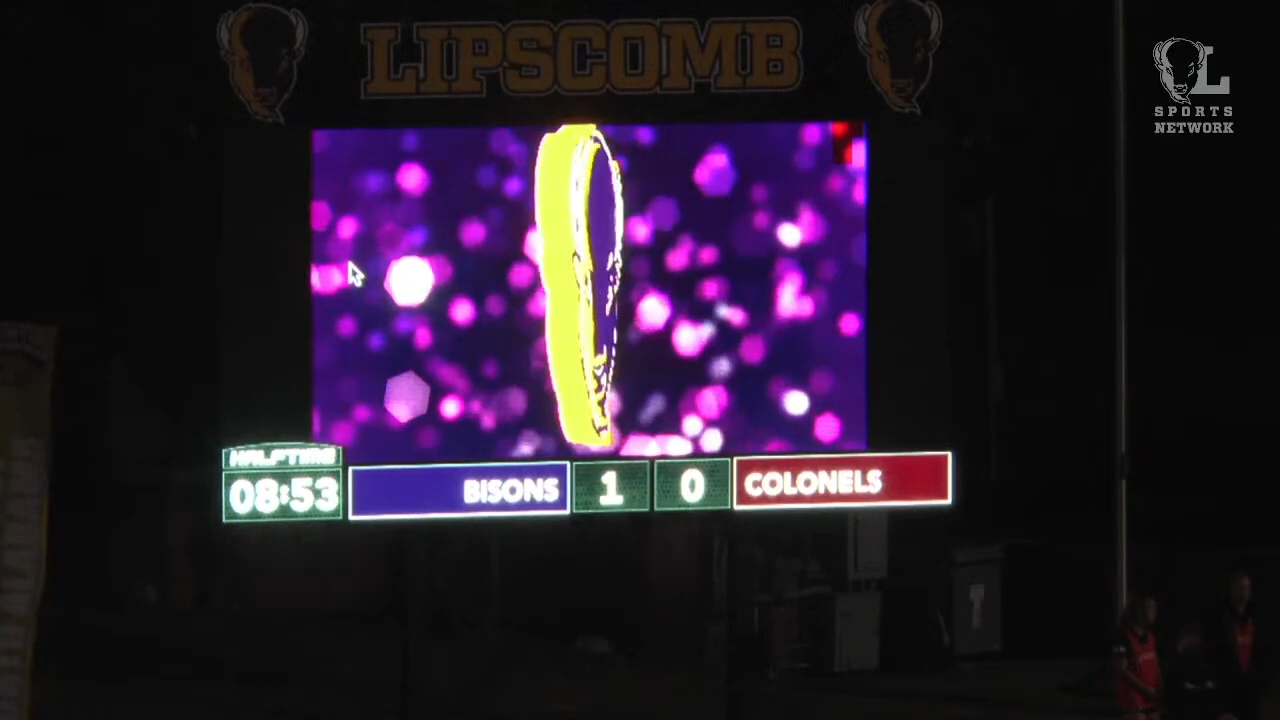 LIPSCOMB
L
SPORTS
NETWORK
HALFTIME
08:53
BISONS
1
0
COLONELS